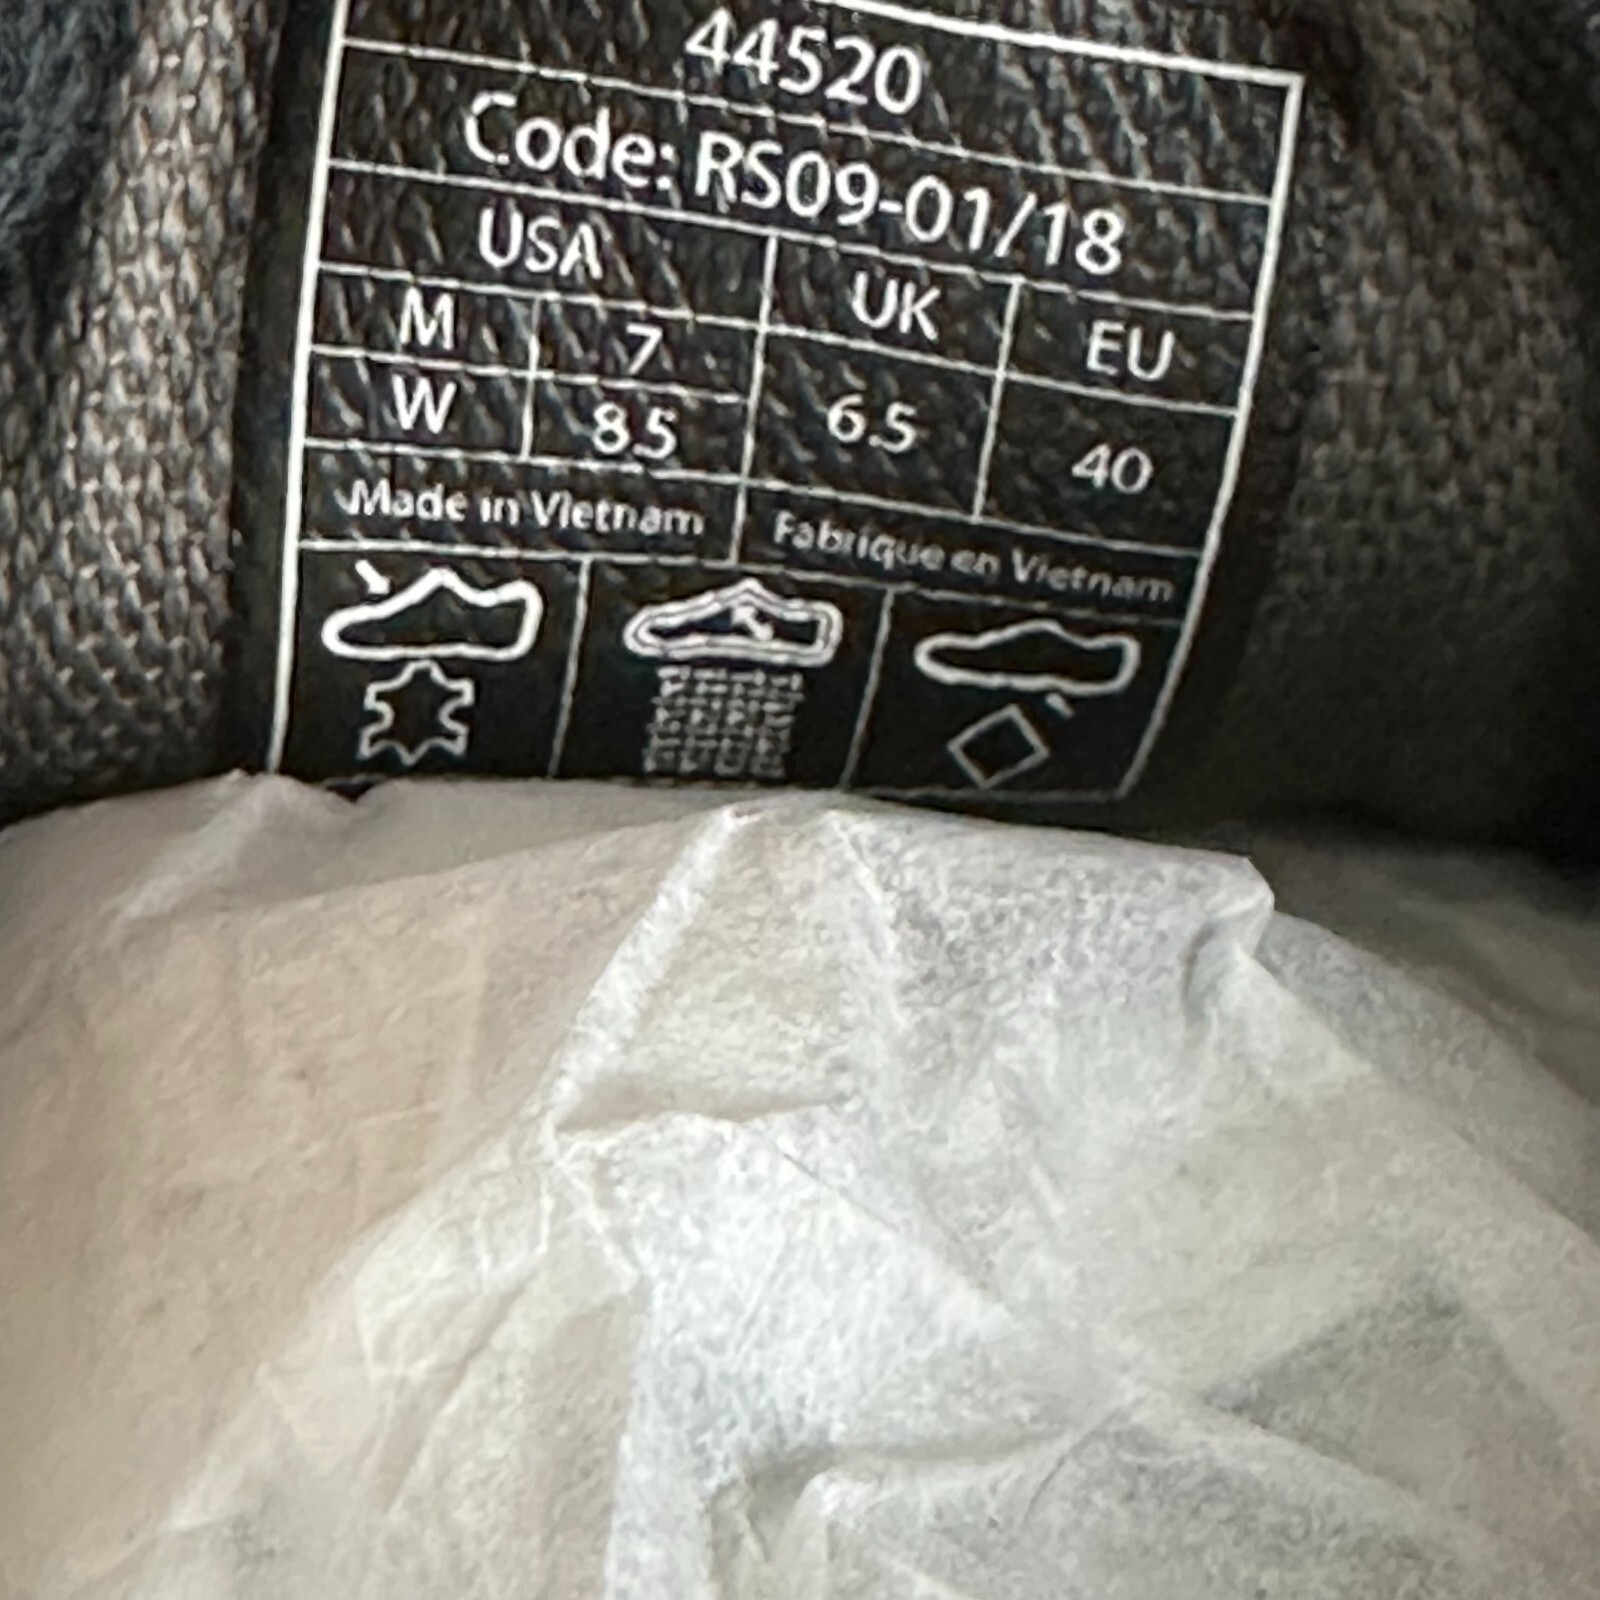 44520
Code: RS09-01/18
USA UK EU
M 7
W 8.5 6.5 40
Made in Vietnam Fabrique en Vietnam